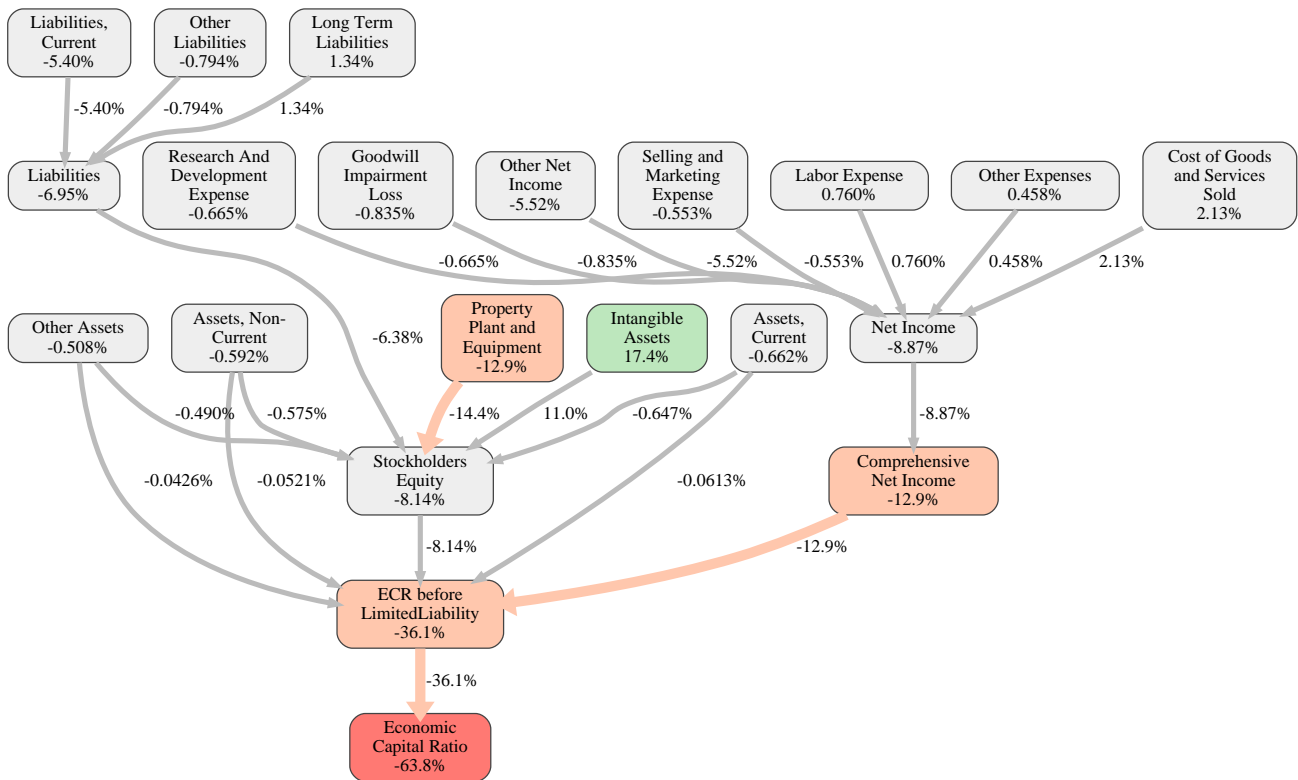 Liabilities,
Current
-5.40%
Other
Liabilities
-0.794%
Long Term
Liabilities
1.34%
-5.40%
-0.794%
1.34%
Liabilities
-6.95%
Research And
Development
Expense
-0.665%
Goodwill
Impairment
Loss
-0.835%
Other Net
Income
-5.52%
Selling and
Marketing
Expense
-0.553%
Labor Expense
0.760%
Other Expenses
0.458%
Cost of Goods
and Services
Sold
2.13%
-0.665%
-0.835%
-5.52%
-0.553%
0.760%
0.458%
2.13%
Other Assets
-0.508%
Assets, Non-
Current
-0.592%
-6.38%
Property
Plant and
Equipment
-12.9%
Intangible
Assets
17.4%
Assets,
Current
-0.662%
Net Income
-8.87%
-0.490%
-0.575%
-14.4%
11.0%
-0.647%
-8.87%
-0.0426%
-0.0521%
Stockholders
Equity
-8.14%
-0.0613%
Comprehensive
Net Income
-12.9%
-8.14%
-12.9%
ECR before
LimitedLiability
-36.1%
-36.1%
Economic
Capital Ratio
-63.8%